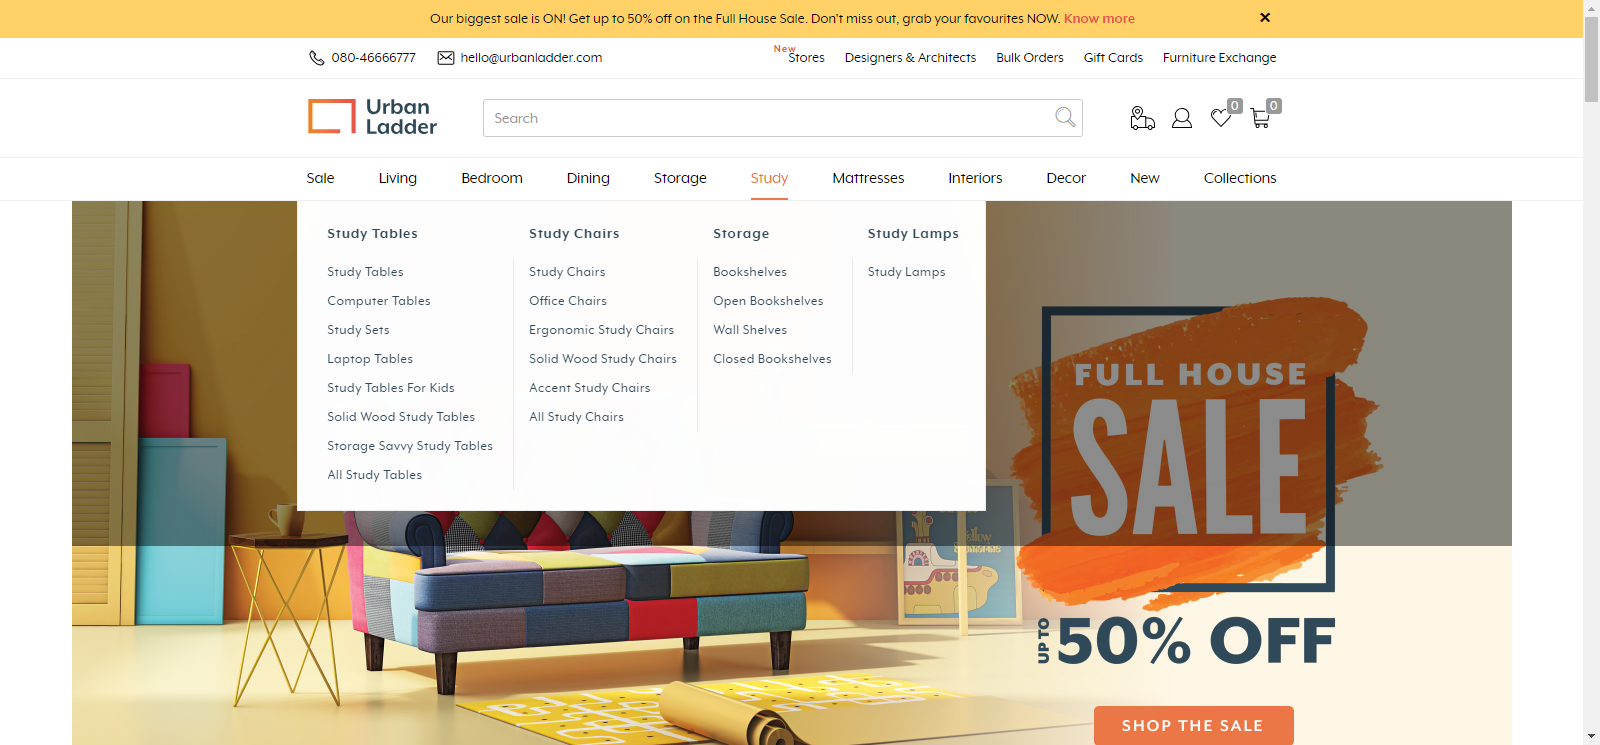 Our biggest sale is ON! Get up to 50% off on the Full House Sale. Don't miss out, grab your favourites NOW. Know more
080-46666777
hello@urbanladder.com
New
Stores
Designers & Architects
Bulk Orders
Gift Cards
Furniture Exchange
Urban
Ladder
Search
0
0
Sale
Living
Bedroom
Dining
Storage
Study
Mattresses
Interiors
Decor
New
Collections
Study Tables
Study Tables
Computer Tables
Study Sets
Laptop Tables
Study Tables For Kids
Solid Wood Study Tables
Storage Savvy Study Tables
All Study Tables
Study Chairs
Study Chairs
Office Chairs
Ergonomic Study Chairs
Solid Wood Study Chairs
Accent Study Chairs
All Study Chairs
Storage
Bookshelves
Open Bookshelves
Wall Shelves
Closed Bookshelves
Study Lamps
Study Lamps
FULL HOUSE
SALE
UP TO
50% OFF
SHOP THE SALE